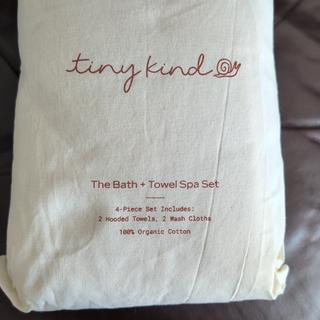 tiny kind
The Bath + Towel Spa Set
4-Piece Set Includes:
2 Hooded Towels, 2 Wash Cloths
100% Organic Cotton